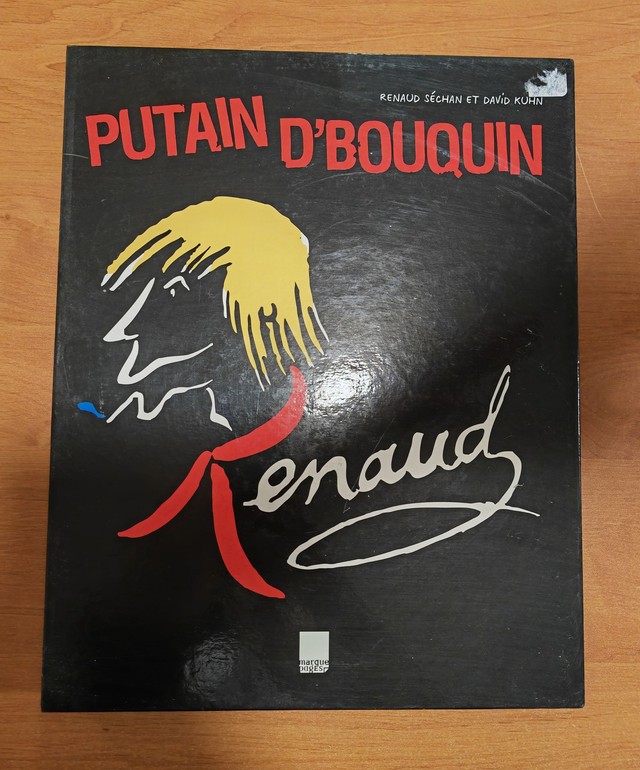 RENAUD SÉCHAN ET DAVID KUHN
PUTAIN D'BOUQUIN
Renaud
marque
pages